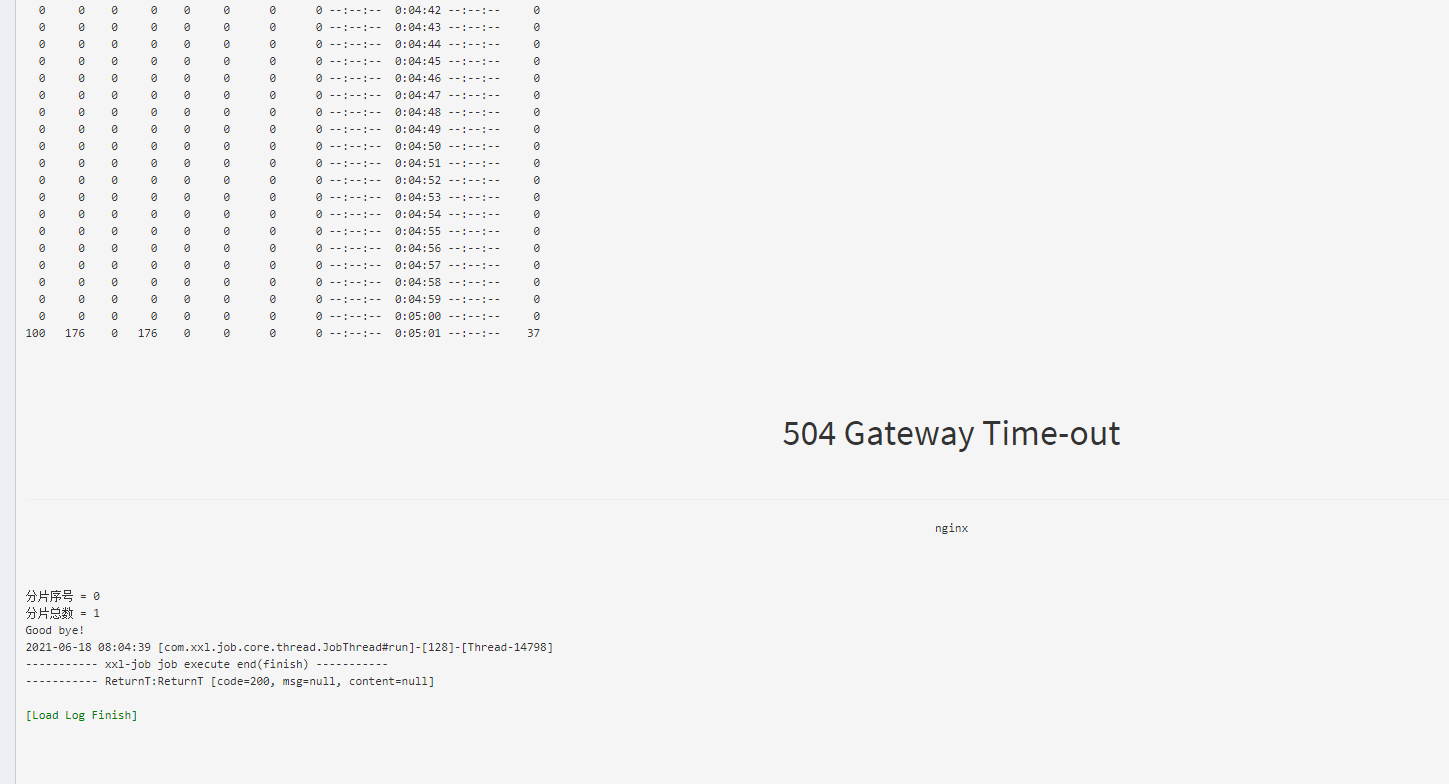 0 0 0 0 0 0 0 0 --:--:-- 0:04:42 --:--:-- 0
0 0 0 0 0 0 0 0 --:--:-- 0:04:43 --:--:-- 0
0 0 0 0 0 0 0 0 --:--:-- 0:04:44 --:--:-- 0
0 0 0 0 0 0 0 0 --:--:-- 0:04:45 --:--:-- 0
0 0 0 0 0 0 0 0 --:--:-- 0:04:46 --:--:-- 0
0 0 0 0 0 0 0 0 --:--:-- 0:04:47 --:--:-- 0
0 0 0 0 0 0 0 0 --:--:-- 0:04:48 --:--:-- 0
0 0 0 0 0 0 0 0 --:--:-- 0:04:49 --:--:-- 0
0 0 0 0 0 0 0 0 --:--:-- 0:04:50 --:--:-- 0
0 0 0 0 0 0 0 0 --:--:-- 0:04:51 --:--:-- 0
0 0 0 0 0 0 0 0 --:--:-- 0:04:52 --:--:-- 0
0 0 0 0 0 0 0 0 --:--:-- 0:04:53 --:--:-- 0
0 0 0 0 0 0 0 0 --:--:-- 0:04:54 --:--:-- 0
0 0 0 0 0 0 0 0 --:--:-- 0:04:55 --:--:-- 0
0 0 0 0 0 0 0 0 --:--:-- 0:04:56 --:--:-- 0
0 0 0 0 0 0 0 0 --:--:-- 0:04:57 --:--:-- 0
0 0 0 0 0 0 0 0 --:--:-- 0:04:58 --:--:-- 0
0 0 0 0 0 0 0 0 --:--:-- 0:04:59 --:--:-- 0
0 0 0 0 0 0 0 0 --:--:-- 0:05:00 --:--:-- 0
100 176 0 176 0 0 0 0 --:--:-- 0:05:01 --:--:-- 37
504 Gateway Time-out
nginx
分片序号 = 0
分片总数 = 1
Good bye!
2021-06-18 08:04:39 [com.xxl.job.core.thread.JobThread#run]-[128]-[Thread-14798]
----------- xxl-job job execute end(finish) -----------
----------- ReturnT:ReturnT [code=200, msg=null, content=null]
[Load Log Finish]